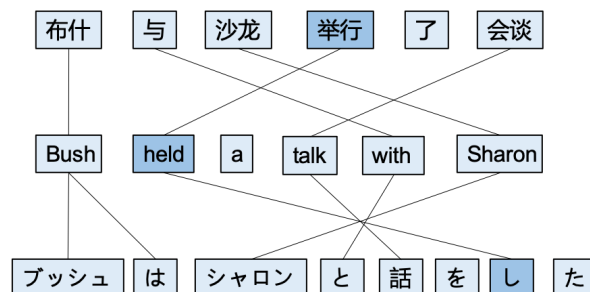 布什 与 沙龙 举行 了 会谈
Bush held a talk with Sharon
ブッシュ は シャロン と 話 を し た